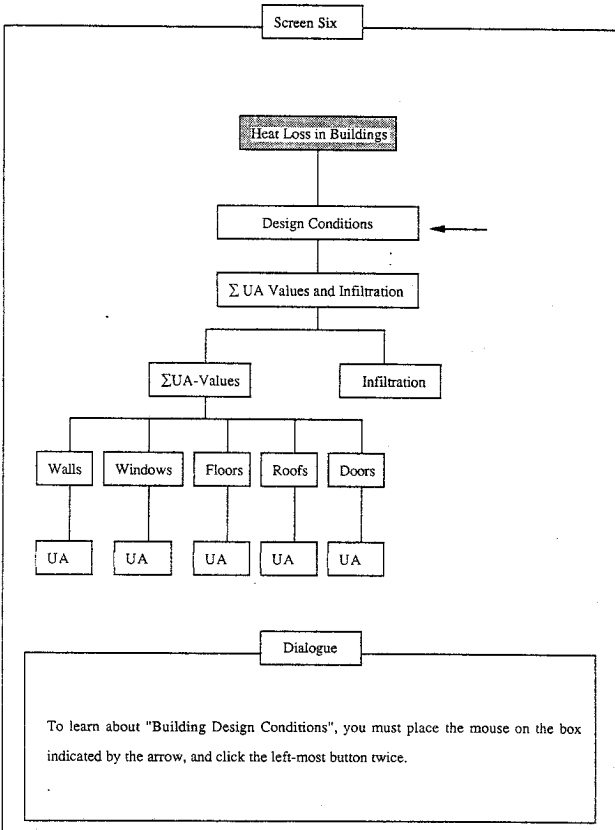 Screen Six
Heat Loss in Buildings
Design Conditions
∑ UA Values and Infiltration
∑UA-Values
Infiltration
Walls
Windows
Floors
Roofs
Doors
UA
UA
UA
UA
UA
Dialogue
To learn about "Building Design Conditions", you must place the mouse on the box
indicated by the arrow, and click the left-most button twice.